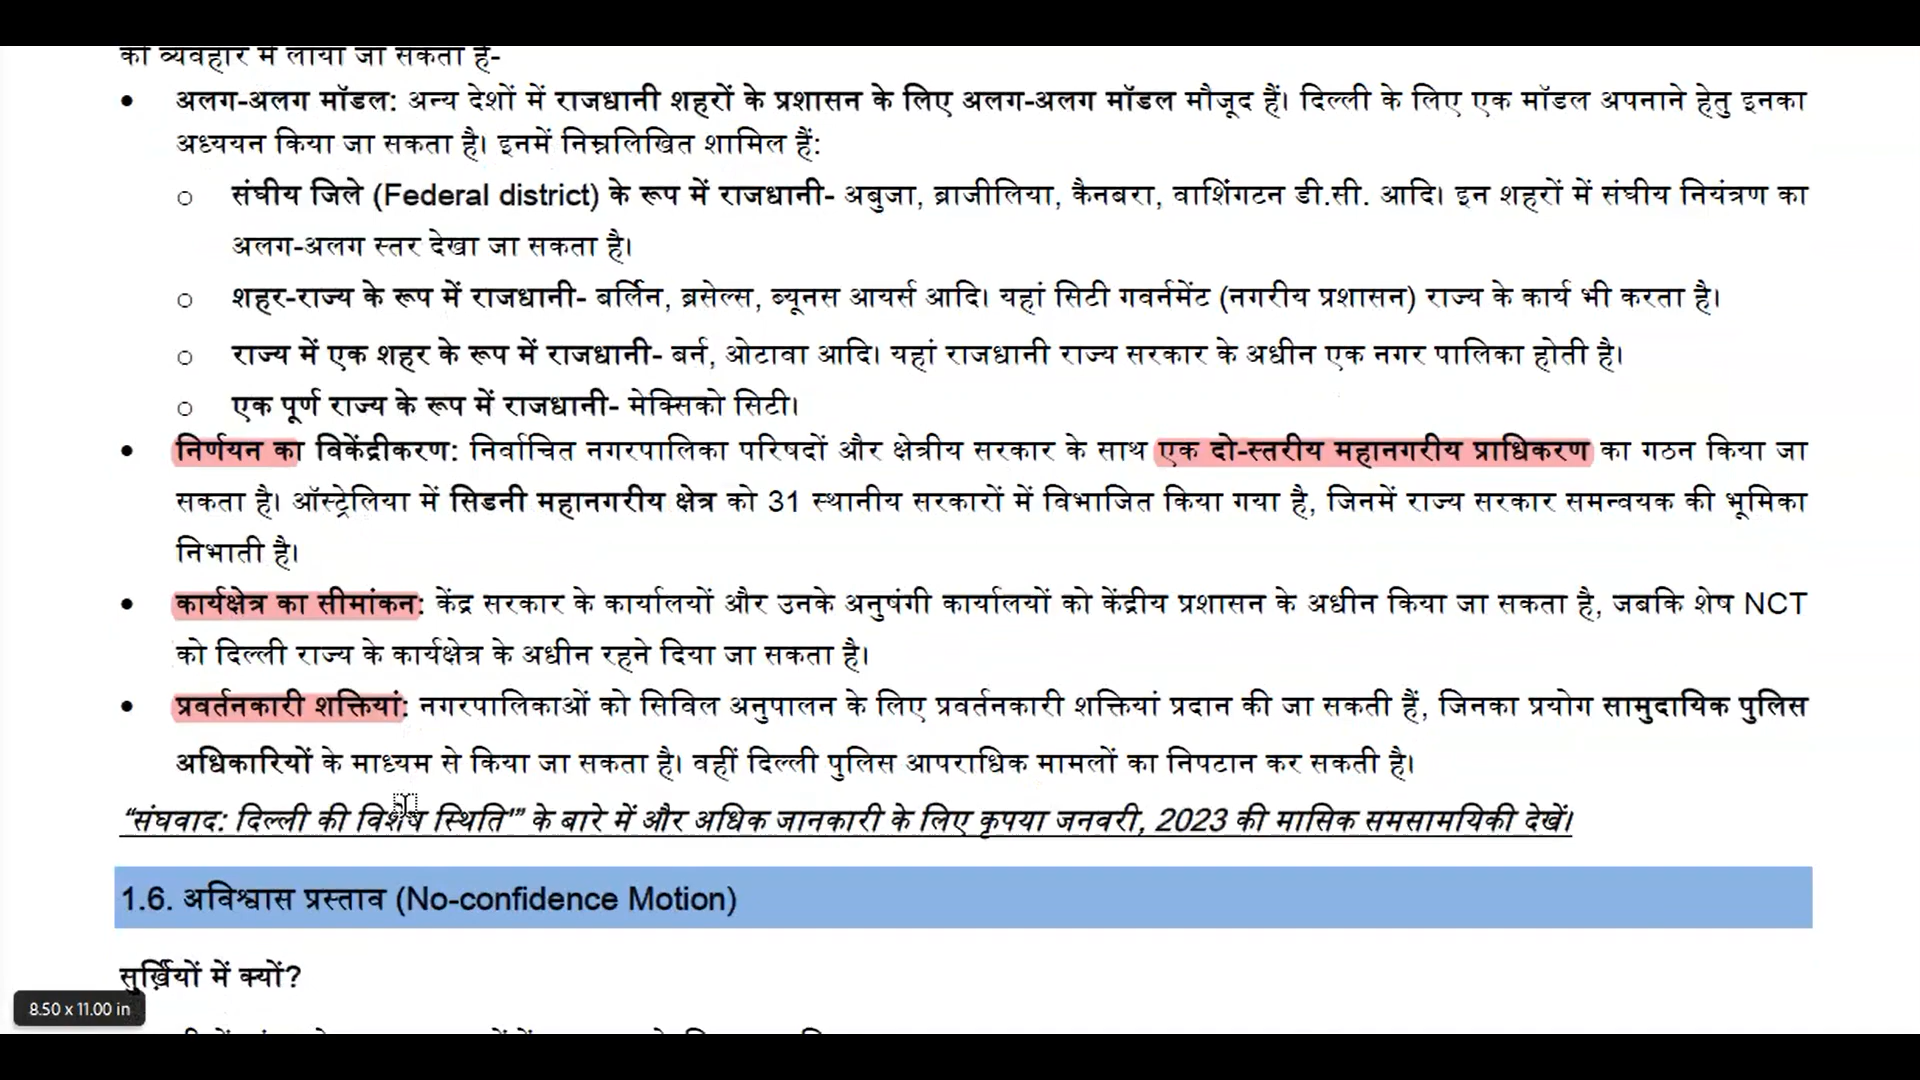 को व्यवहार में लाया जा सकता है-
• अलग-अलग मॉडल: अन्य देशों में राजधानी शहरों के प्रशासन के लिए अलग-अलग मॉडल मौजूद हैं। दिल्ली के लिए एक मॉडल अपनाने हेतु इनका
अध्ययन किया जा सकता है। इनमें निम्नलिखित शामिल हैं:
○ संघीय जिले (Federal district) के रूप में राजधानी- अबुजा, ब्राजीलिया, कैनबरा, वाशिंगटन डी.सी. आदि। इन शहरों में संघीय नियंत्रण का
अलग-अलग स्तर देखा जा सकता है।
○ शहर-राज्य के रूप में राजधानी- बर्लिन, ब्रसेल्स, ब्यूनस आयर्स आदि। यहां सिटी गवर्नमेंट (नगरीय प्रशासन) राज्य के कार्य भी करता है।
○ राज्य में एक शहर के रूप में राजधानी- बर्न, ओटावा आदि। यहां राजधानी राज्य सरकार के अधीन एक नगर पालिका होती है।
○ एक पूर्ण राज्य के रूप में राजधानी- मेक्सिको सिटी।
• निर्णयन का विकेंद्रीकरण: निर्वाचित नगरपालिका परिषदों और क्षेत्रीय सरकार के साथ एक दो-स्तरीय महानगरीय प्राधिकरण का गठन किया जा
सकता है। ऑस्ट्रेलिया में सिडनी महानगरीय क्षेत्र को 31 स्थानीय सरकारों में विभाजित किया गया है, जिनमें राज्य सरकार समन्वयक की भूमिका
निभाती है।
• कार्यक्षेत्र का सीमांकन: केंद्र सरकार के कार्यालयों और उनके अनुषंगी कार्यालयों को केंद्रीय प्रशासन के अधीन किया जा सकता है, जबकि शेष NCT
को दिल्ली राज्य के कार्यक्षेत्र के अधीन रहने दिया जा सकता है।
• प्रवर्तनकारी शक्तियां: नगरपालिकाओं को सिविल अनुपालन के लिए प्रवर्तनकारी शक्तियां प्रदान की जा सकती हैं, जिनका प्रयोग सामुदायिक पुलिस
अधिकारियों के माध्यम से किया जा सकता है। वहीं दिल्ली पुलिस आपराधिक मामलों का निपटान कर सकती है।
“संघवाद: दिल्ली की विशेष स्थिति'” के बारे में और अधिक जानकारी के लिए कृपया जनवरी, 2023 की मासिक समसामयिकी देखें।
1.6. अविश्वास प्रस्ताव (No-confidence Motion)
सुर्ख़ियों में क्यों?
8.50 x 11.00 in